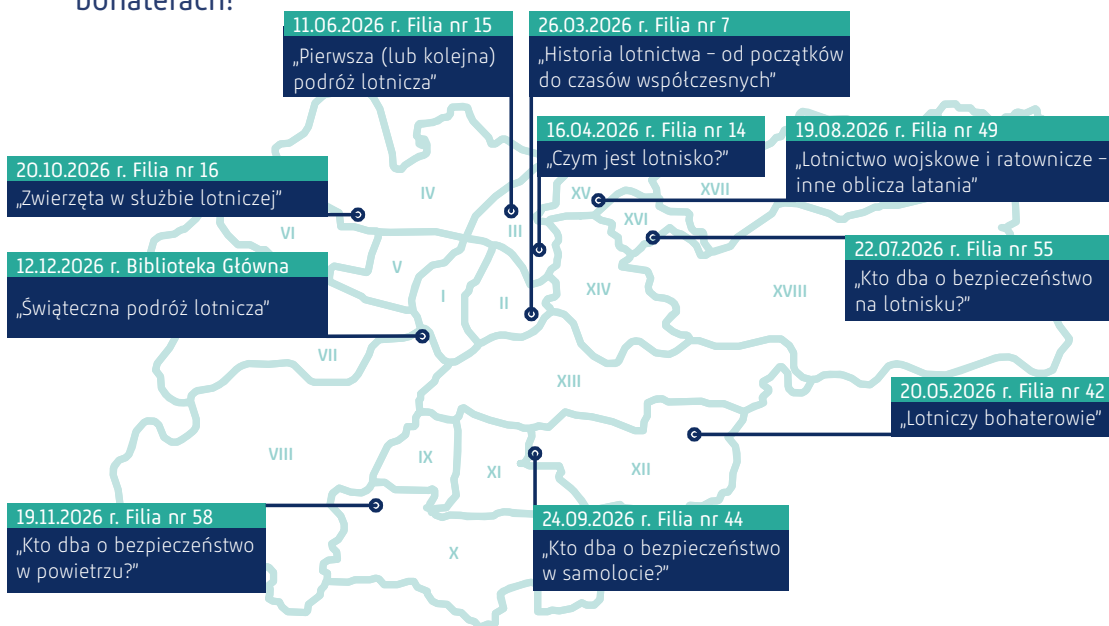 bohaterach!
11.06.2026 r. Filia nr 15
„Pierwsza (lub kolejna)
podróż lotnicza”
26.03.2026 r. Filia nr 7
„Historia lotnictwa – od początków
do czasów współczesnych”
16.04.2026 r. Filia nr 14
„Czym jest lotnisko?”
19.08.2026 r. Filia nr 49
„Lotnictwo wojskowe i ratownicze –
inne oblicza latania”
20.10.2026 r. Filia nr 16
„Zwierzęta w służbie lotniczej”
22.07.2026 r. Filia nr 55
„Kto dba o bezpieczeństwo
na lotnisku?”
12.12.2026 r. Biblioteka Główna
„Świąteczna podróż lotnicza”
20.05.2026 r. Filia nr 42
„Lotniczy bohaterowie”
19.11.2026 r. Filia nr 58
„Kto dba o bezpieczeństwo
w powietrzu?”
24.09.2026 r. Filia nr 44
„Kto dba o bezpieczeństwo
w samolocie?”
IV
XV
XVII
III
XVI
VI
V
I
II
XIV
XVIII
VII
XIII
VIII
IX
XI
XII
X